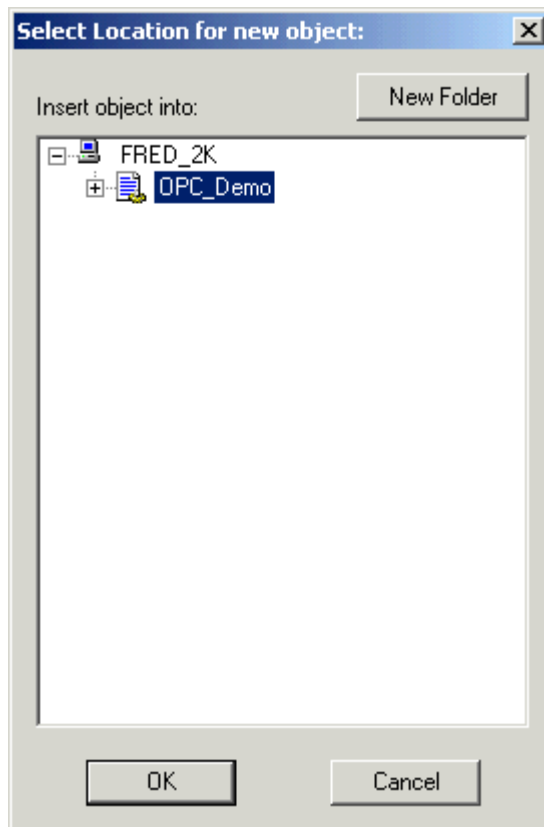 Select Location for new object:
New Folder
Insert object into:
FRED_2K
OPC_Demo
OK
Cancel